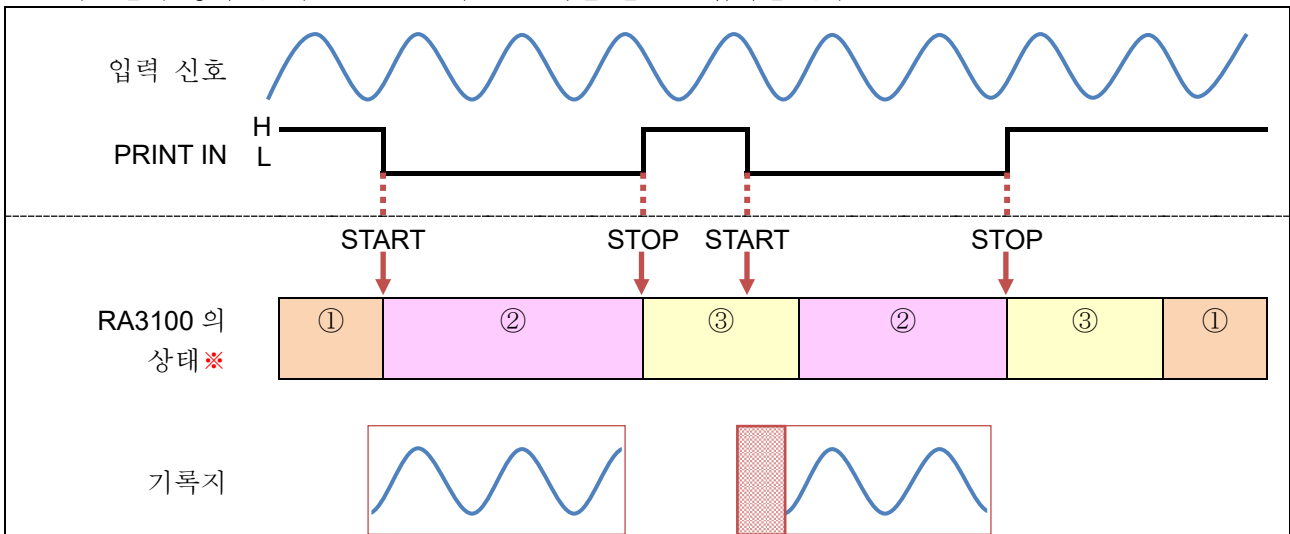 입력 신호
H
PRINT IN L
START STOP START STOP
RA3100 의
상태※
① ② ③ ② ③ ①
기록지